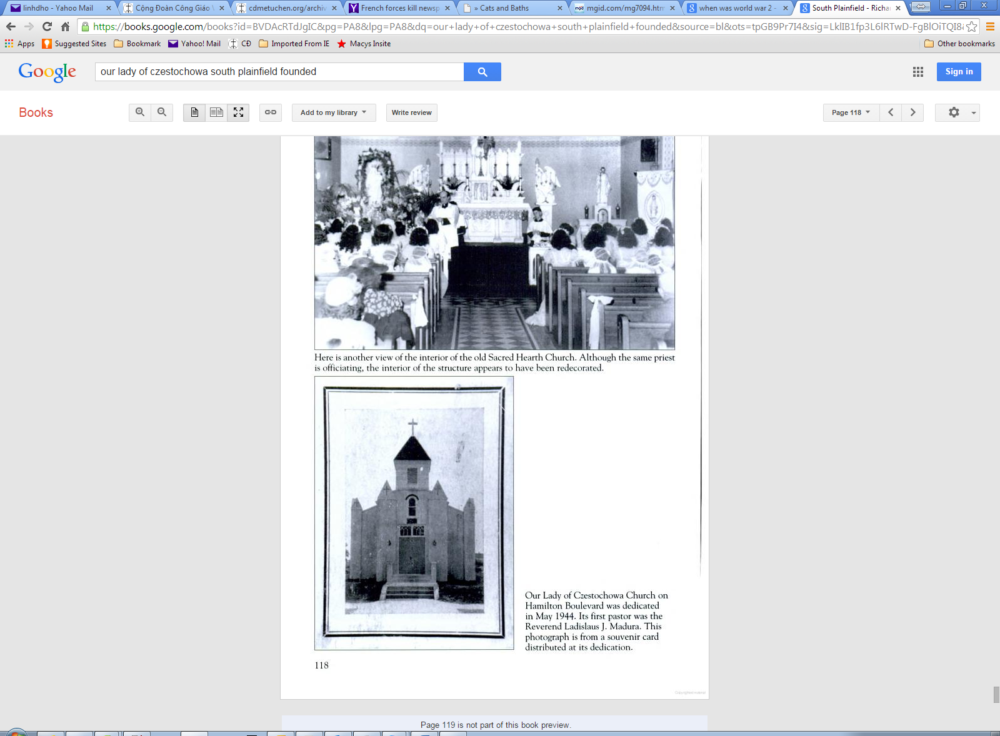 linhdho - Yahoo Mail
Cộng Đoàn Công Giáo
cdmetuchen.org/archiv
French forces kill newsp
» Cats and Baths
mgid.com/mg7094.htm
when was world war 2 -
South Plainfield - Richa
https://books.google.com/books?id=BVDAcRTdJgIC&pg=PA8&lpg=PA8&dq=our+lady+of+czestochowa+south+plainfield+founded&source=bl&ots=tpGB9Pr7I4&sig=LklIB1fp3L6lRTwD-FgBlOiTQI8&
Apps Suggested Sites Bookmark Yahoo! Mail CĐ Imported From IE Macys Insite Other bookmarks
Google our lady of czestochowa south plainfield founded Sign in
Books Add to my library Write review Page 118
Here is another view of the interior of the old Sacred Hearth Church. Although the same priest
is officiating, the interior of the structure appears to have been redecorated.
Our Lady of Czestochowa Church on
Hamilton Boulevard was dedicated
in May 1944. Its first pastor was the
Reverend Ladislaus J. Madura. This
photograph is from a souvenir card
distributed at its dedication.
118
Copyrighted material
Page 119 is not part of this book preview.